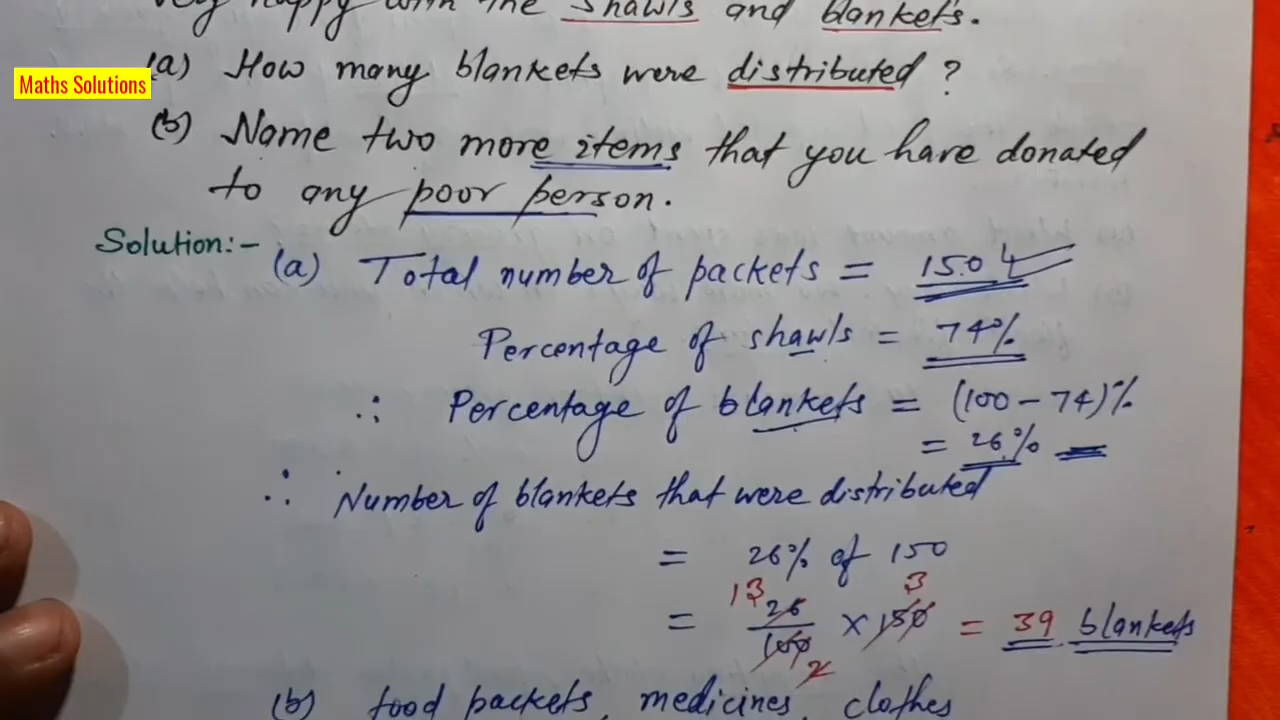 very happy with the shawls and blankets.
Maths Solutions
(a) How many blankets were distributed ?
(b) Name two more items that you have donated
to any poor person.
Solution:-
(a) Total number of packets = 150
Percentage of shawls = 74%
∴ Percentage of blankets = (100-74)%
= 26%
∴ Number of blankets that were distributed
= 26% of 150
13 3
= 26/100 × 150 = 39 blankets
2
(b) food packets, medicines, clothes